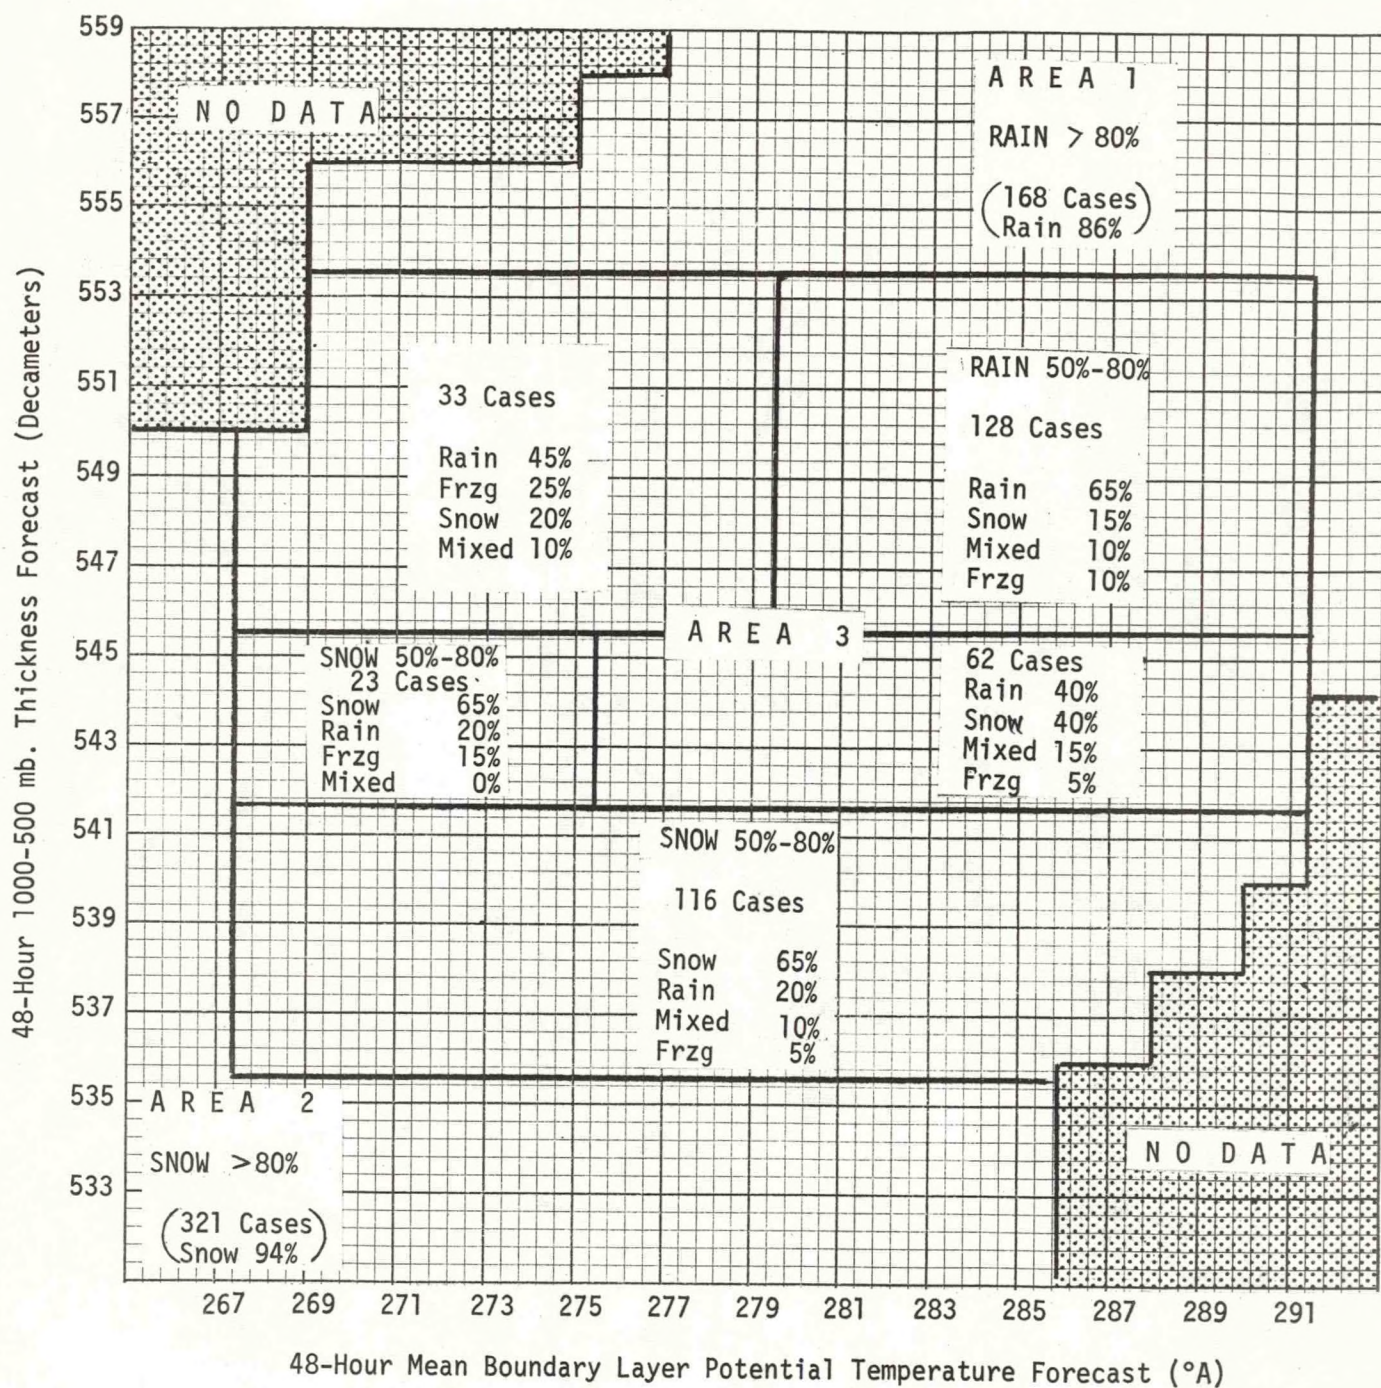 559
557
555
553
551
549
547
545
543
541
539
537
535
533
48-Hour 1000-500 mb. Thickness Forecast (Decameters)
NO DATA
AREA 1
RAIN > 80%
(168 Cases
Rain 86%)
33 Cases
Rain 45%
Frzg 25%
Snow 20%
Mixed 10%
RAIN 50%-80%
128 Cases
Rain 65%
Snow 15%
Mixed 10%
Frzg 10%
AREA 3
SNOW 50%-80%
23 Cases
Snow 65%
Rain 20%
Frzg 15%
Mixed 0%
62 Cases
Rain 40%
Snow 40%
Mixed 15%
Frzg 5%
SNOW 50%-80%
116 Cases
Snow 65%
Rain 20%
Mixed 10%
Frzg 5%
AREA 2
SNOW >80%
(321 Cases
Snow 94%)
NO DATA
267 269 271 273 275 277 279 281 283 285 287 289 291
48-Hour Mean Boundary Layer Potential Temperature Forecast (°A)